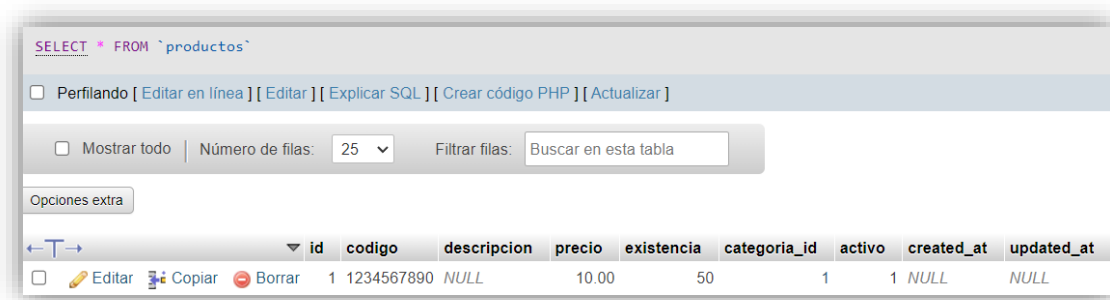 SELECT * FROM `productos`
Perfilando [ Editar en línea ] [ Editar ] [ Explicar SQL ] [ Crear código PHP ] [ Actualizar ]
Mostrar todo | Número de filas: 25 Filtrar filas: Buscar en esta tabla
Opciones extra
←T→ id codigo descripcion precio existencia categoria_id activo created_at updated_at
Editar Copiar Borrar 1 1234567890 NULL 10.00 50 1 1 NULL NULL